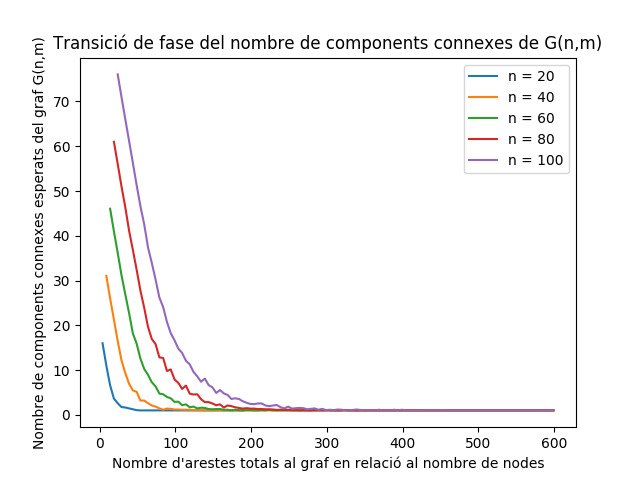 Transició de fase del nombre de components connexes de G(n,m)
Nombre de components connexes esperats del graf G(n,m)
70
60
50
40
30
20
10
0
n = 20
n = 40
n = 60
n = 80
n = 100
0 100 200 300 400 500 600
Nombre d'arestes totals al graf en relació al nombre de nodes